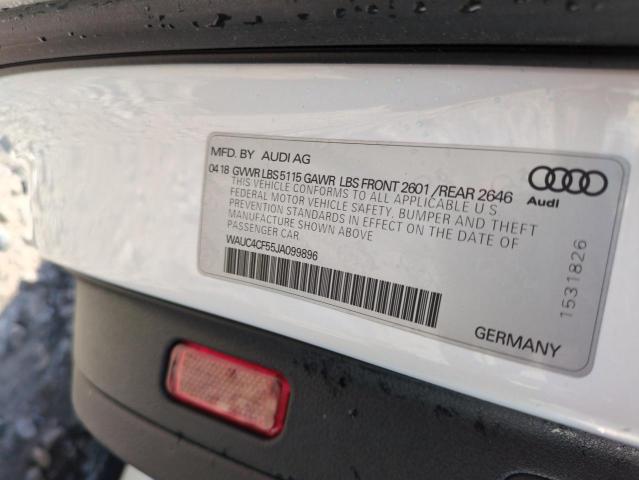 MFD. BY AUDI AG
04 18 GVWR LBS 5115 GAWR LBS FRONT 2601 / REAR 2646
THIS VEHICLE CONFORMS TO ALL APPLICABLE U S
FEDERAL MOTOR VEHICLE SAFETY, BUMPER AND THEFT
PREVENTION STANDARDS IN EFFECT ON THE DATE OF
MANUFACTURE SHOWN ABOVE
PASSENGER CAR
WAUC4CF55JA099896
Audi
1531826
GERMANY